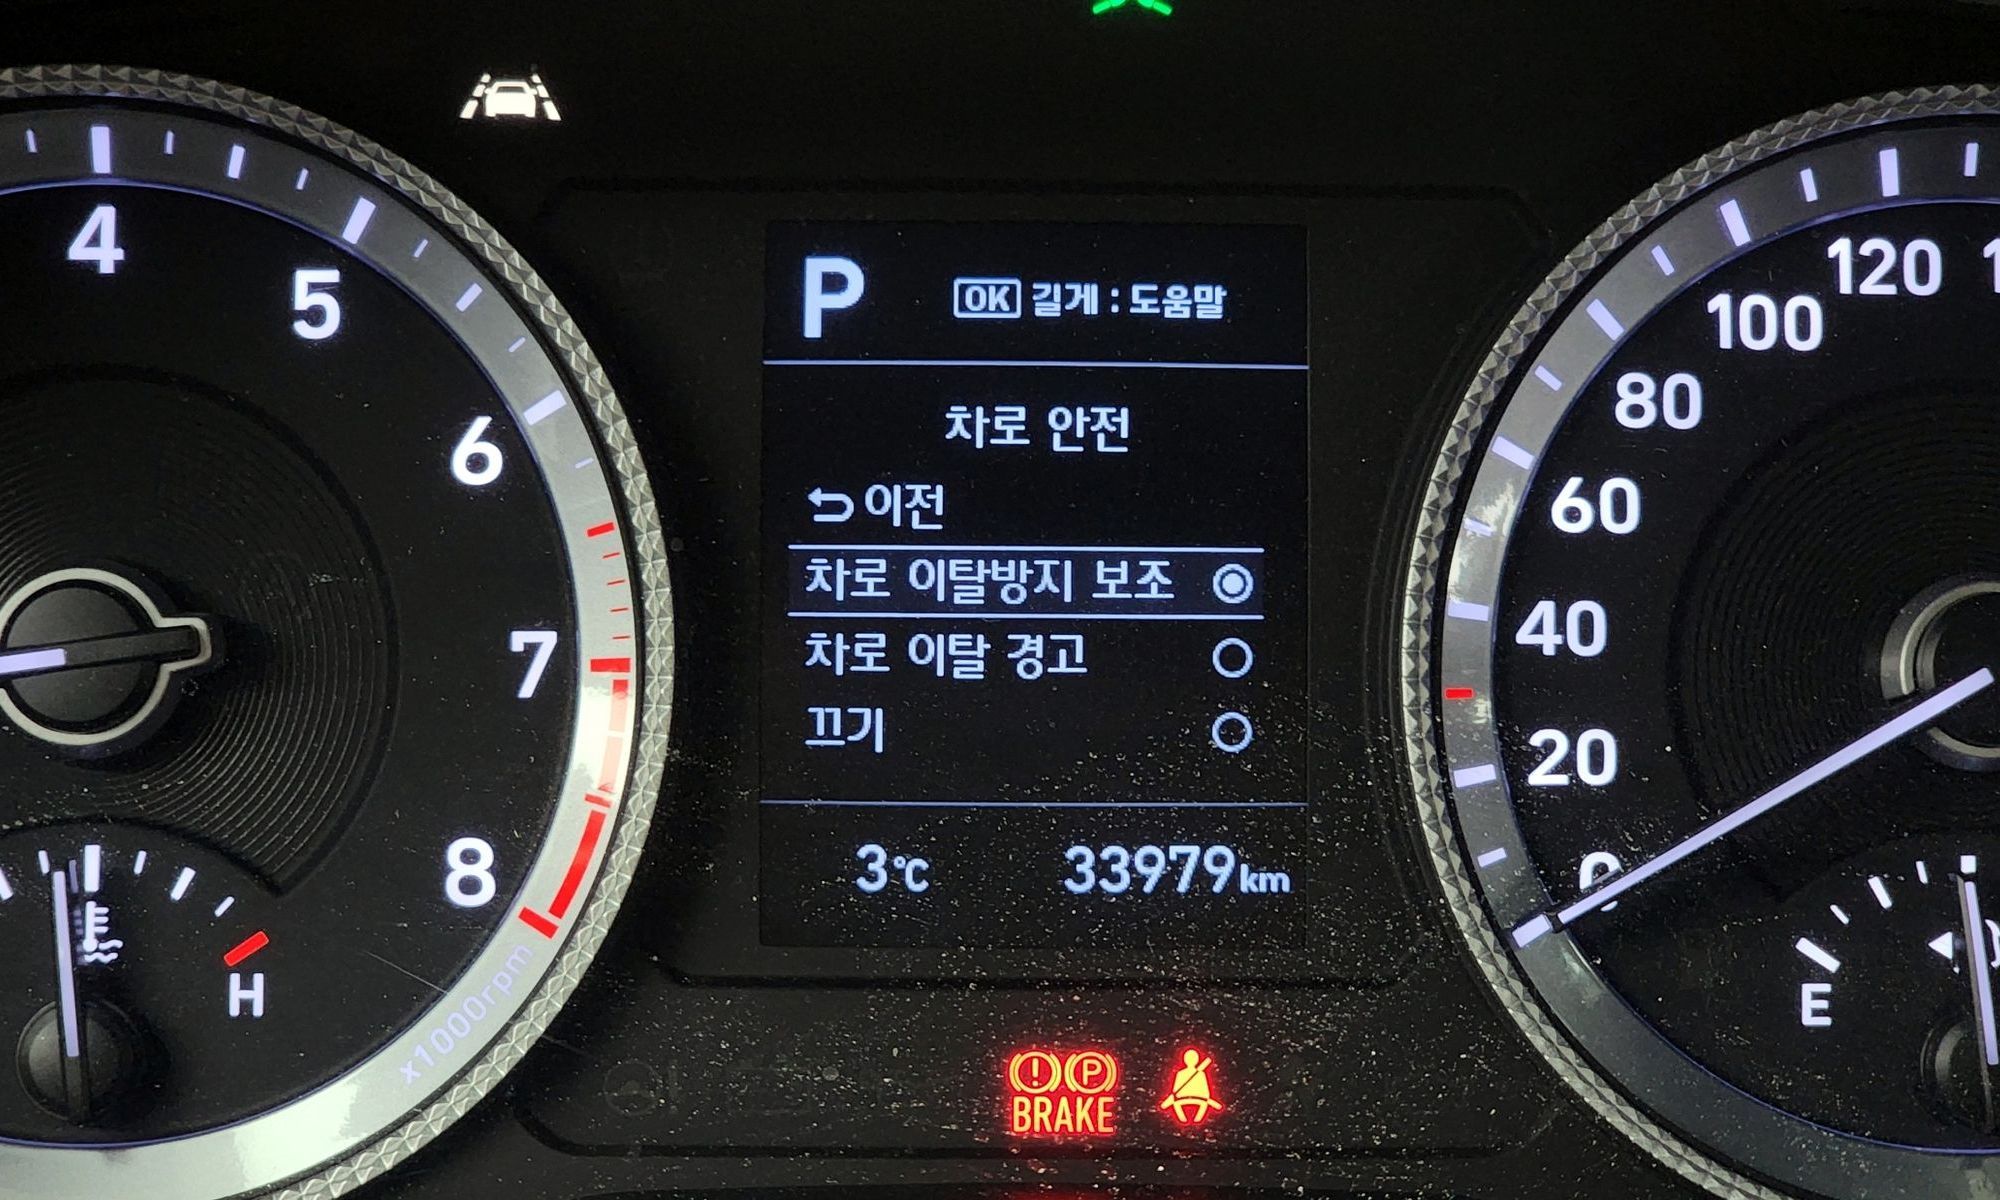 4
5
6
7
8
x1000rpm
H
P
OK 길게 : 도움말
차로 안전
이전
차로 이탈방지 보조
차로 이탈 경고
끄기
3℃ 33979km
P
BRAKE
120
100
80
60
40
20
0
E